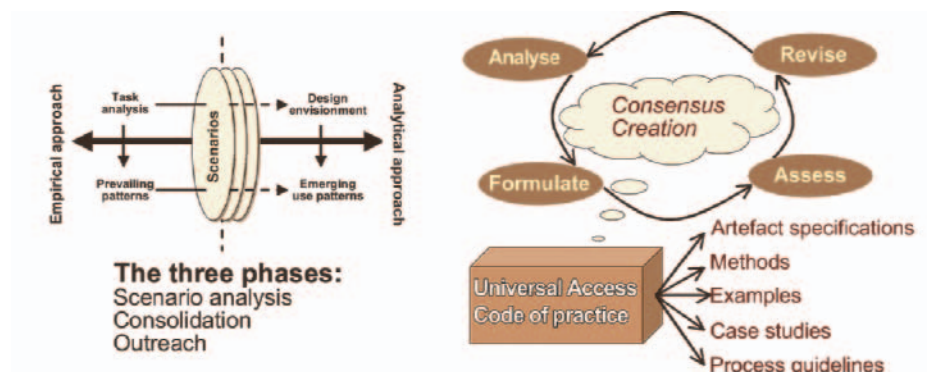 Empirical approach
Task
analysis
Prevailing
patterns
Scenarios
Design
envisionment
Emerging
use patterns
Analytical approach
The three phases:
Scenario analysis
Consolidation
Outreach
Analyse
Revise
Consensus
Creation
Formulate
Assess
Universal Access
Code of practice
Artefact specifications
Methods
Examples
Case studies
Process guidelines